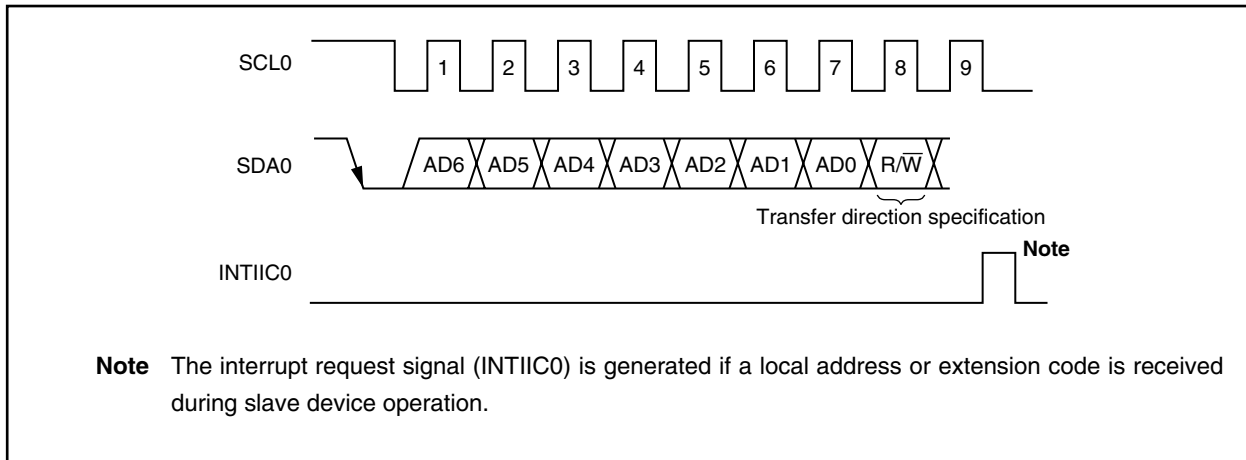 SCL0
1 2 3 4 5 6 7 8 9
SDA0
AD6 AD5 AD4 AD3 AD2 AD1 AD0 R/W̅
Transfer direction specification
Note
INTIIC0
Note The interrupt request signal (INTIIC0) is generated if a local address or extension code is received
during slave device operation.